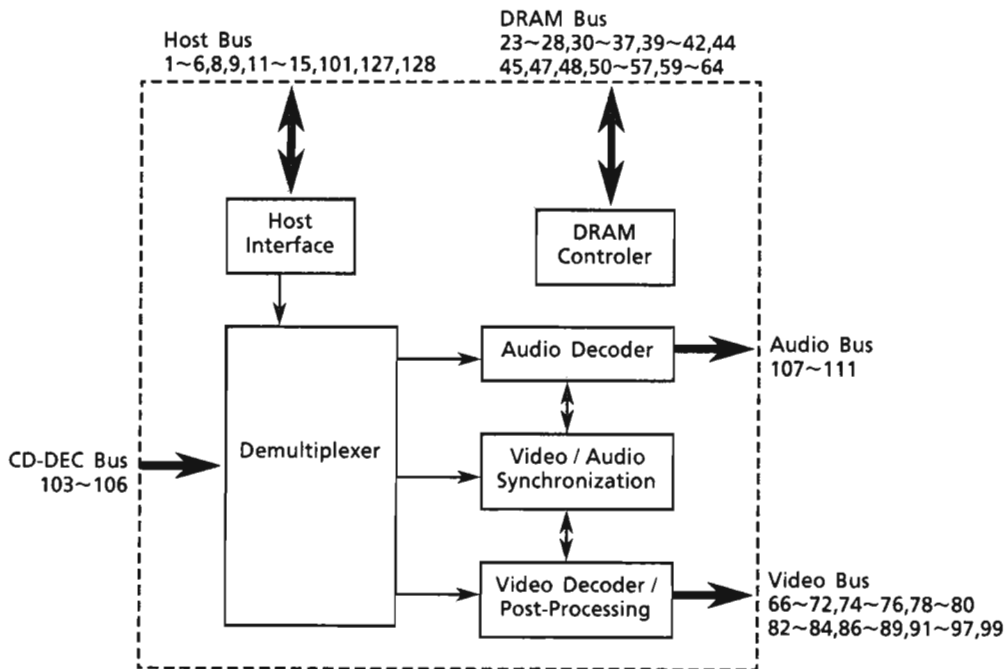 Host Bus
1~6,8,9,11~15,101,127,128
DRAM Bus
23~28,30~37,39~42,44
45,47,48,50~57,59~64
Host
Interface
DRAM
Controler
Demultiplexer
Audio Decoder
Audio Bus
107~111
CD-DEC Bus
103~106
Video / Audio
Synchronization
Video Decoder /
Post-Processing
Video Bus
66~72,74~76,78~80
82~84,86~89,91~97,99